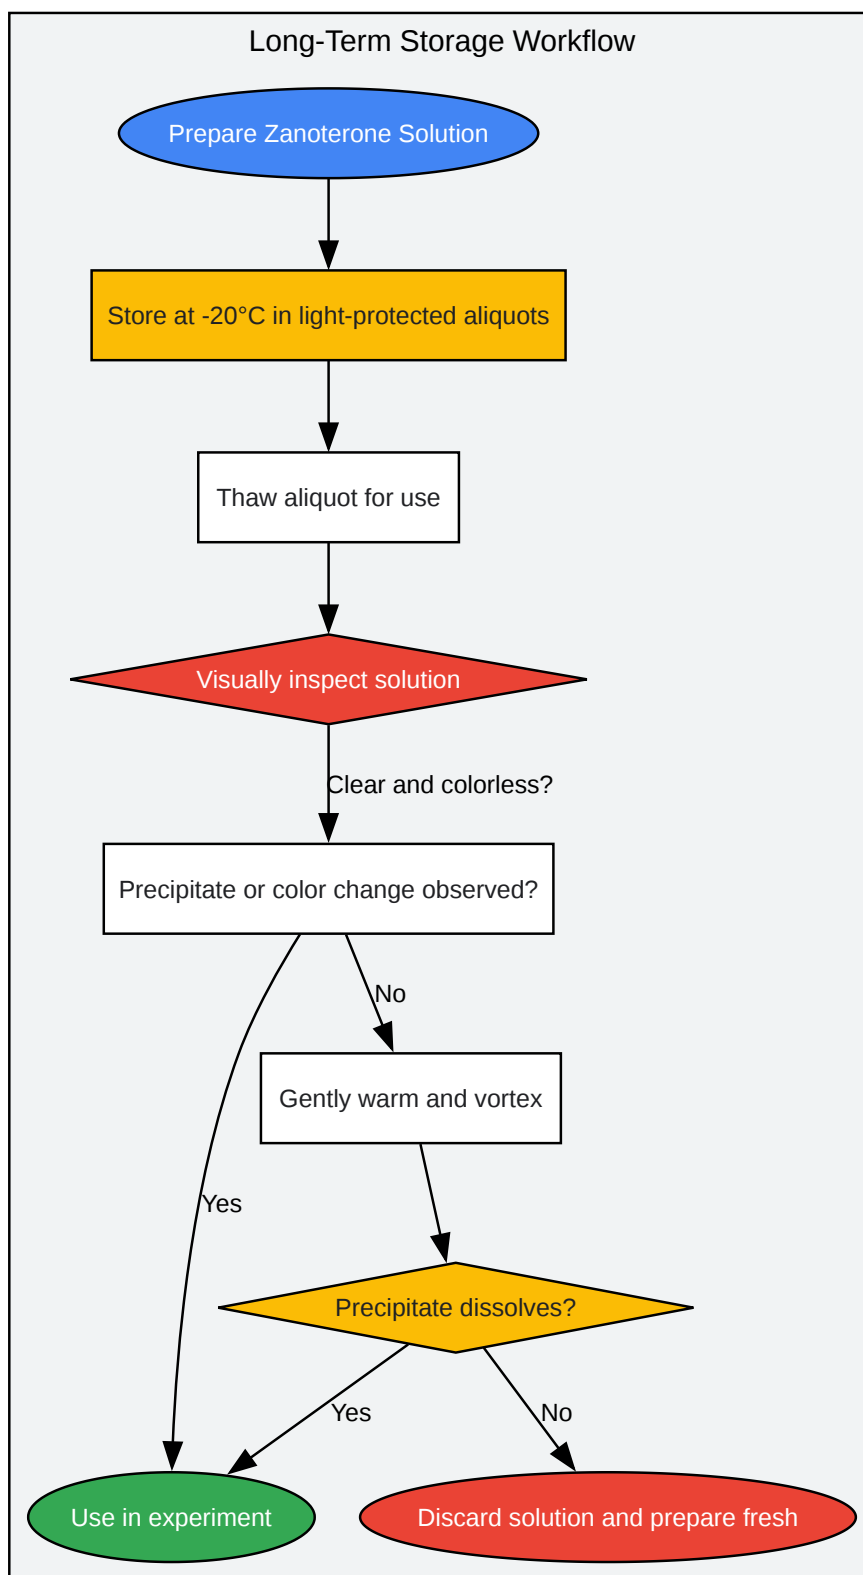 Long-Term Storage Workflow
Prepare Zanoterone Solution
Store at -20°C in light-protected aliquots
Thaw aliquot for use
Visually inspect solution
Clear and colorless?
Precipitate or color change observed?
No
Gently warm and vortex
Yes
Precipitate dissolves?
Yes
No
Use in experiment
Discard solution and prepare fresh